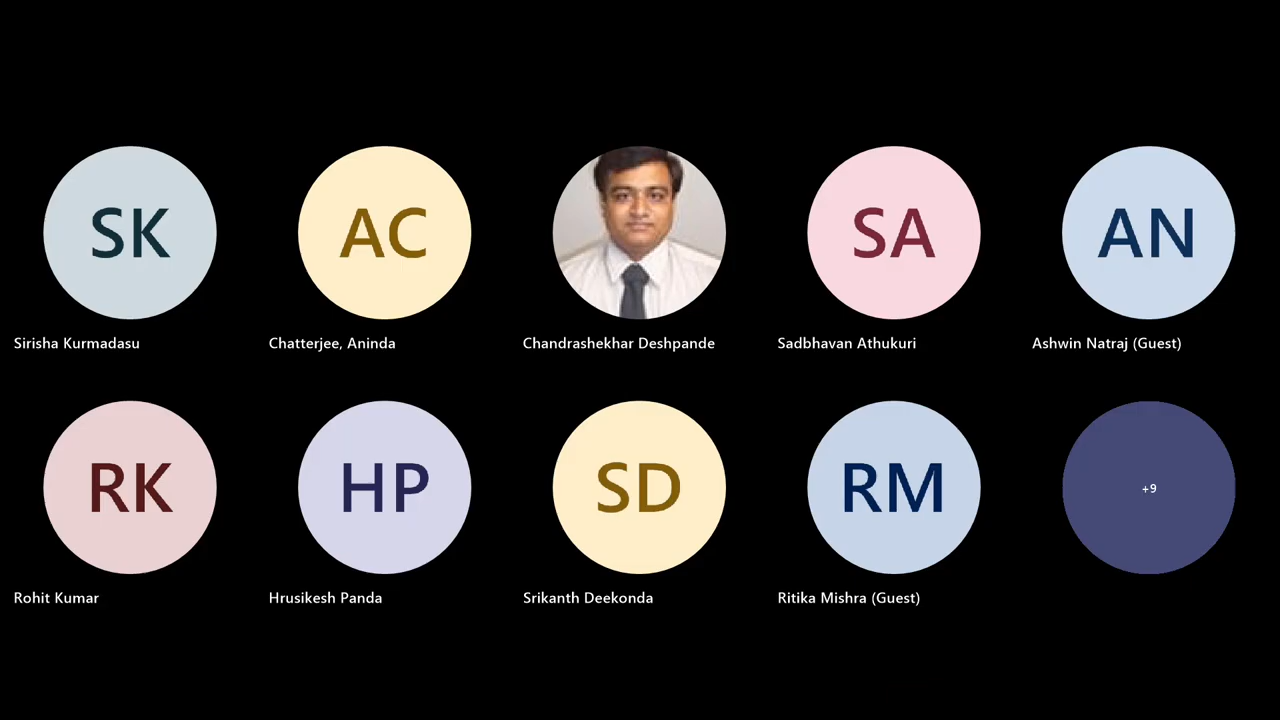 SK
AC
SA
AN
Sirisha Kurmadasu
Chatterjee, Aninda
Chandrashekhar Deshpande
Sadbhavan Athukuri
Ashwin Natraj (Guest)
RK
HP
SD
RM
+9
Rohit Kumar
Hrusikesh Panda
Srikanth Deekonda
Ritika Mishra (Guest)